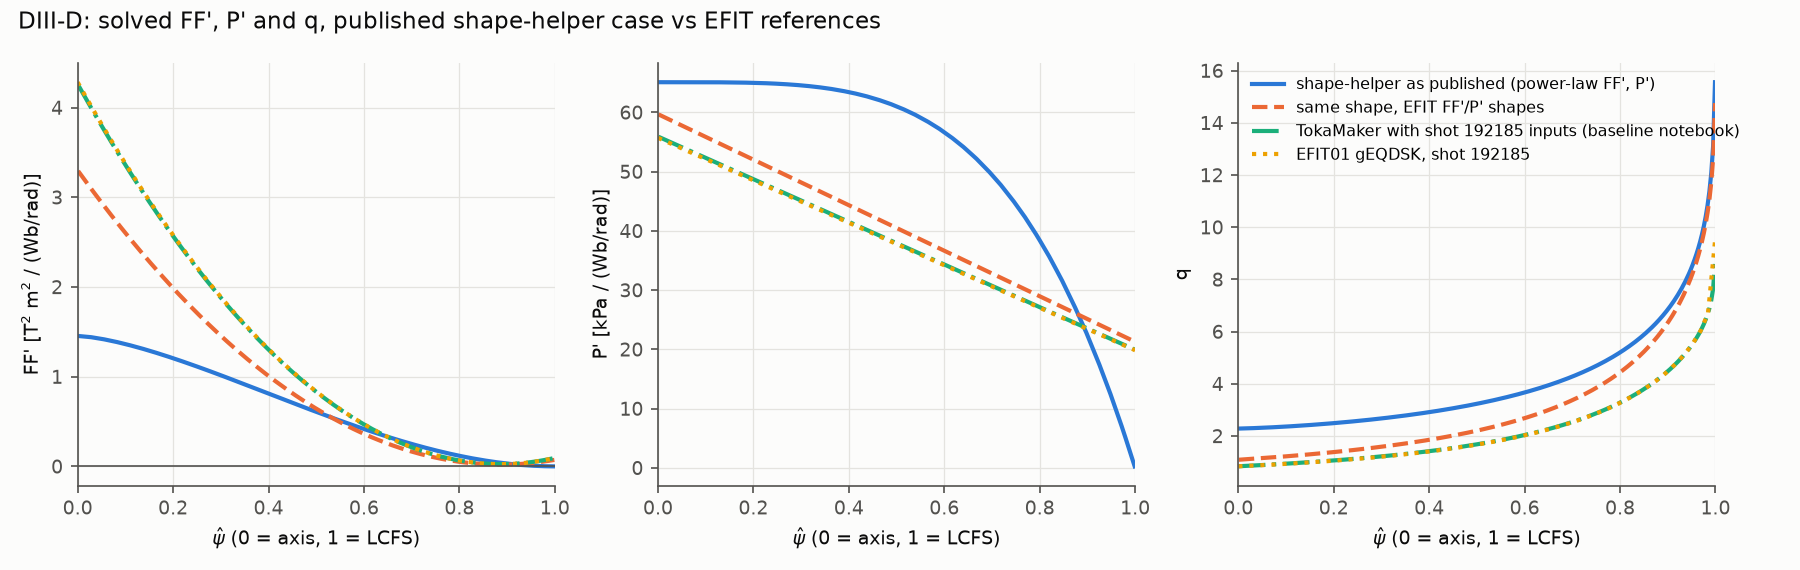 DIII-D: solved FF', P' and q, published shape-helper case vs EFIT references
FF' [T² m² / (Wb/rad)]
4
3
2
1
0
0.0 0.2 0.4 0.6 0.8 1.0
ψ̂ (0 = axis, 1 = LCFS)
P' [kPa / (Wb/rad)]
60
50
40
30
20
10
0
0.0 0.2 0.4 0.6 0.8 1.0
ψ̂ (0 = axis, 1 = LCFS)
q
16
14
12
10
8
6
4
2
0.0 0.2 0.4 0.6 0.8 1.0
ψ̂ (0 = axis, 1 = LCFS)
shape-helper as published (power-law FF', P')
same shape, EFIT FF'/P' shapes
TokaMaker with shot 192185 inputs (baseline notebook)
EFIT01 gEQDSK, shot 192185